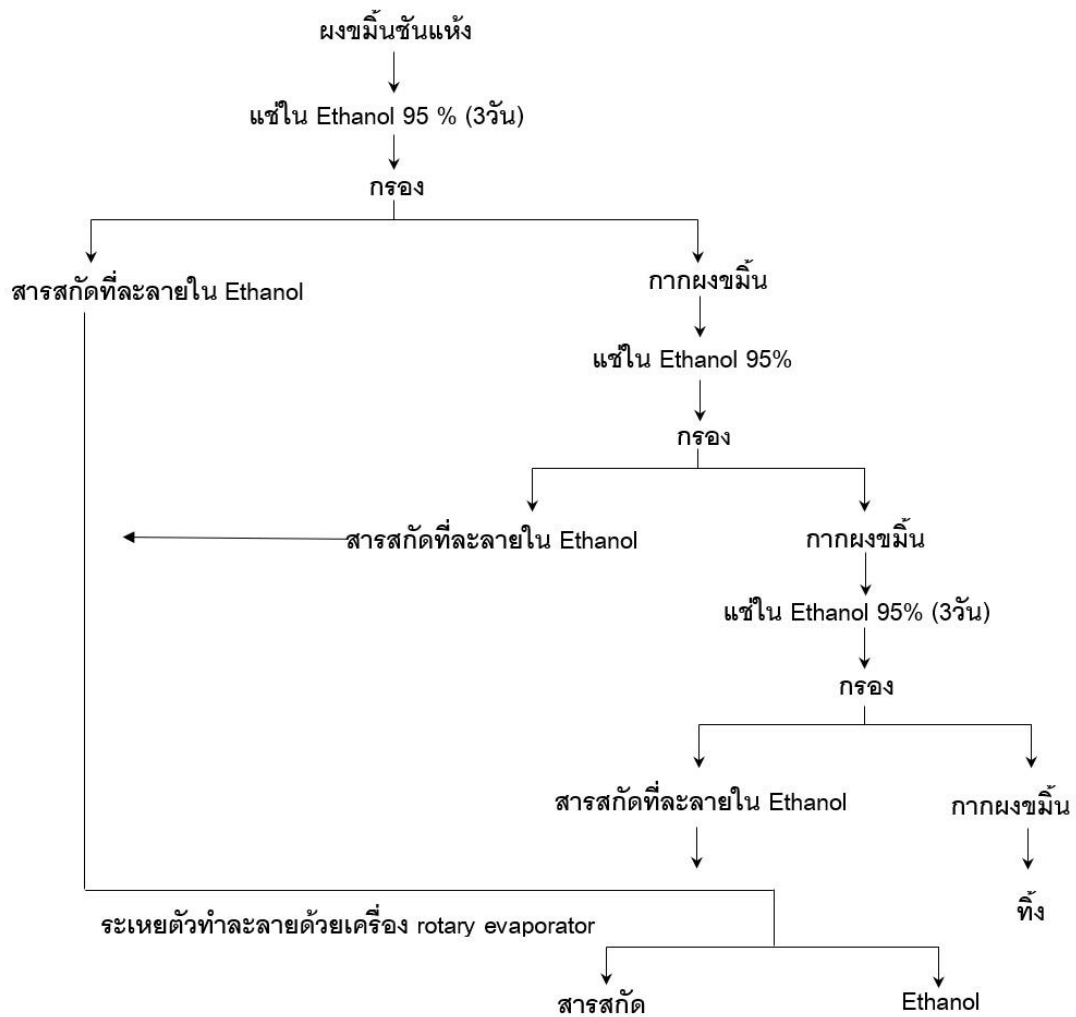 ผงขมิ้นชันแห้ง
แช่ใน Ethanol 95 % (3วัน)
กรอง
สารสกัดที่ละลายใน Ethanol
กากผงขมิ้น
แช่ใน Ethanol 95%
กรอง
สารสกัดที่ละลายใน Ethanol
กากผงขมิ้น
แช่ใน Ethanol 95% (3วัน)
กรอง
สารสกัดที่ละลายใน Ethanol
กากผงขมิ้น
ทิ้ง
ระเหยตัวทำละลายด้วยเครื่อง rotary evaporator
สารสกัด
Ethanol